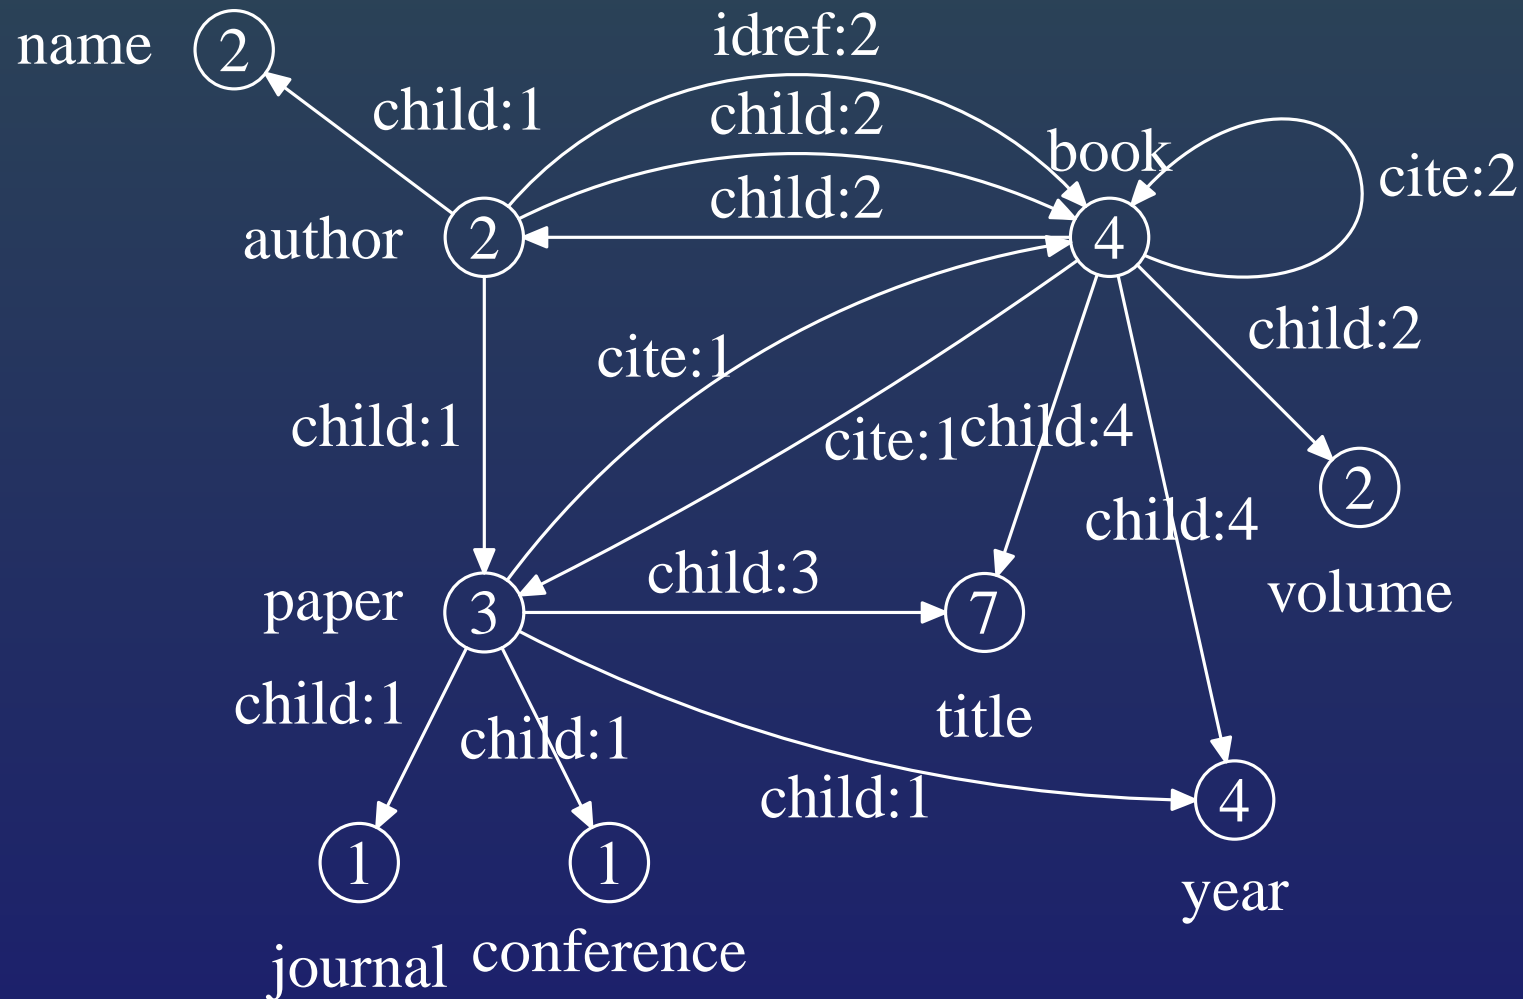 name
2
idref:2
child:1
child:2
book
cite:2
child:2
author
2
4
child:2
cite:1
child:1
cite:1
child:4
2
child:4
volume
child:3
paper
3
7
child:1
title
child:1
child:1
4
1
1
year
journal
conference